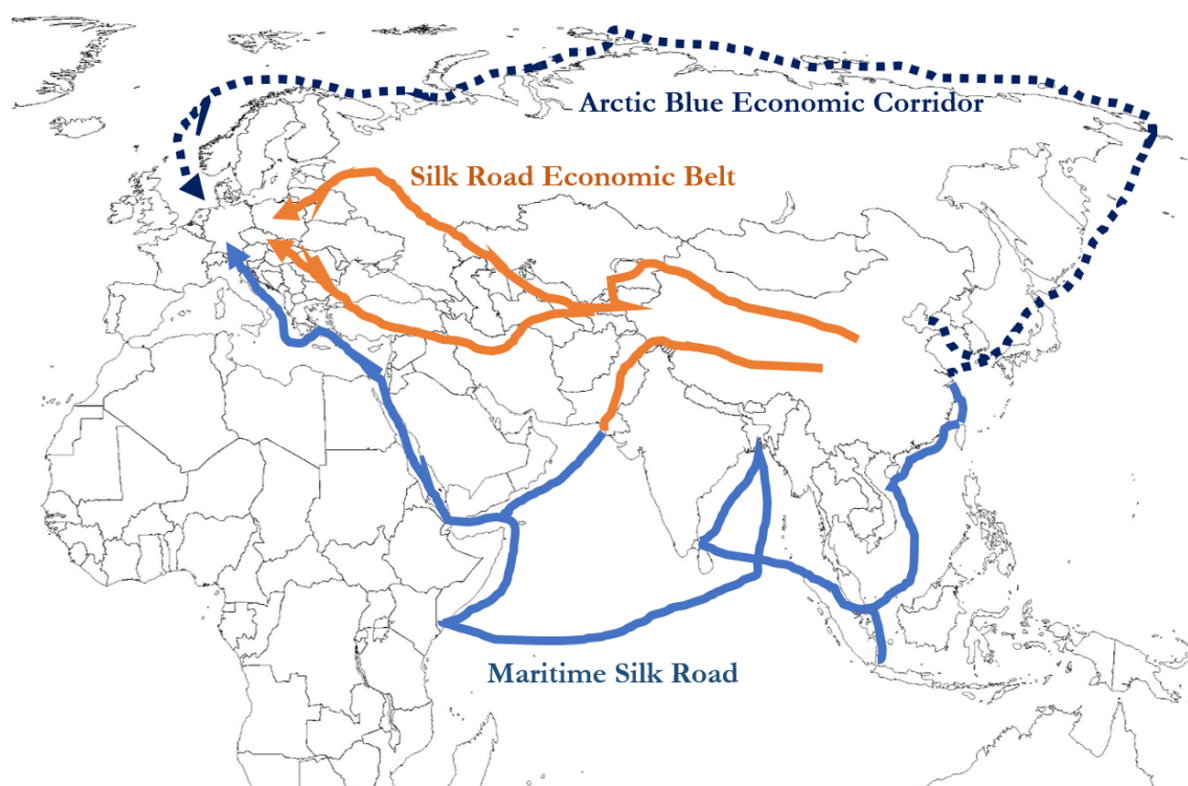 Arctic Blue Economic Corridor
Silk Road Economic Belt
Maritime Silk Road